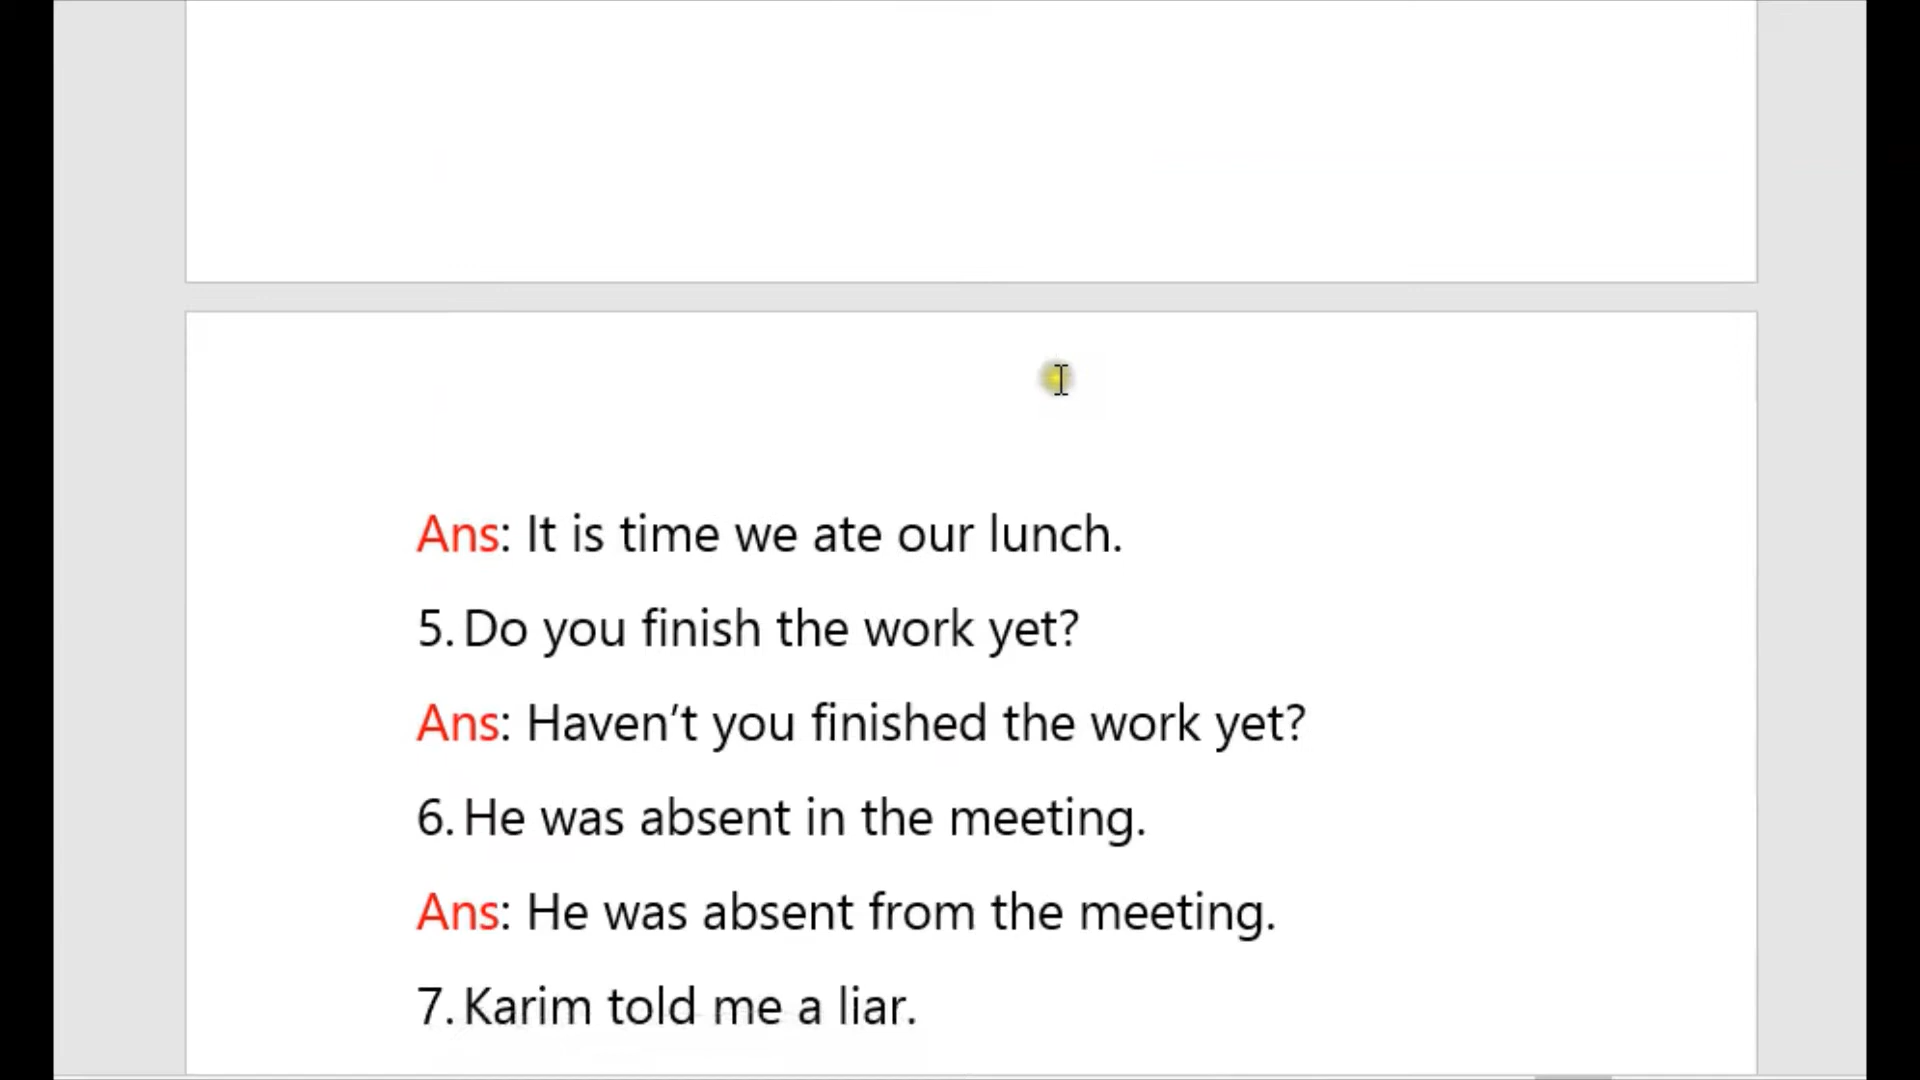 Ans: It is time we ate our lunch.
5. Do you finish the work yet?
Ans: Haven’t you finished the work yet?
6. He was absent in the meeting.
Ans: He was absent from the meeting.
7. Karim told me a liar.